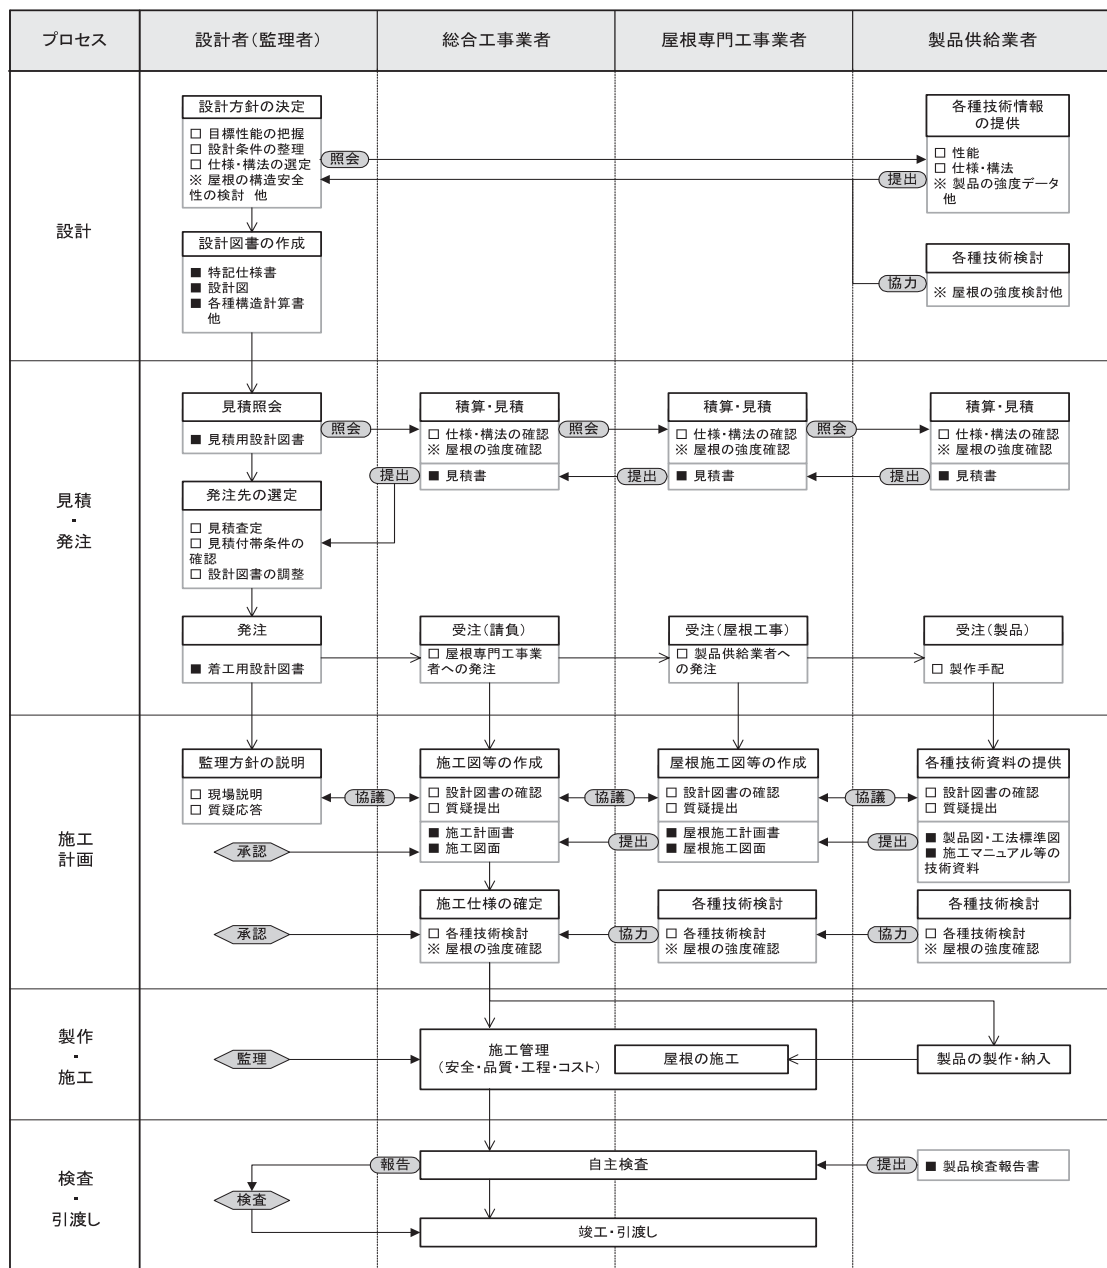 プロセス
設計者(監理者)
総合工事業者
屋根専門工事業者
製品供給業者
設計
設計方針の決定
□ 目標性能の把握
□ 設計条件の整理
□ 仕様・構法の選定
※ 屋根の構造安全
性の検討 他
照会
各種技術情報
の提供
□ 性能
□ 仕様・構法
※ 製品の強度データ
他
提出
設計図書の作成
■ 特記仕様書
■ 設計図
■ 各種構造計算書
他
各種技術検討
※ 屋根の強度検討他
協力
見積
・
発注
見積照会
■ 見積用設計図書
照会
積算・見積
□ 仕様・構法の確認
※ 屋根の強度確認
■ 見積書
照会
積算・見積
□ 仕様・構法の確認
※ 屋根の強度確認
■ 見積書
照会
積算・見積
□ 仕様・構法の確認
※ 屋根の強度確認
■ 見積書
提出
提出
提出
発注先の選定
□ 見積査定
□ 見積付帯条件の
確認
□ 設計図書の調整
発注
■ 着工用設計図書
受注(請負)
□ 屋根専門工事業
者への発注
受注(屋根工事)
□ 製品供給業者へ
の発注
受注(製品)
□ 製作手配
施工
計画
監理方針の説明
□ 現場説明
□ 質疑応答
協議
施工図等の作成
□ 設計図書の確認
□ 質疑提出
■ 施工計画書
■ 施工図面
協議
屋根施工図等の作成
□ 設計図書の確認
□ 質疑提出
■ 屋根施工計画書
■ 屋根施工図面
協議
各種技術資料の提供
□ 設計図書の確認
□ 質疑提出
■ 製品図・工法標準図
■ 施工マニュアル等の
技術資料
承認
提出
提出
施工仕様の確定
□ 各種技術検討
※ 屋根の強度確認
各種技術検討
□ 各種技術検討
※ 屋根の強度確認
各種技術検討
□ 各種技術検討
※ 屋根の強度確認
承認
協力
協力
製作
・
施工
監理
施工管理
(安全・品質・工程・コスト)
屋根の施工
製品の製作・納入
検査
・
引渡し
報告
自主検査
提出
■ 製品検査報告書
検査
竣工・引渡し